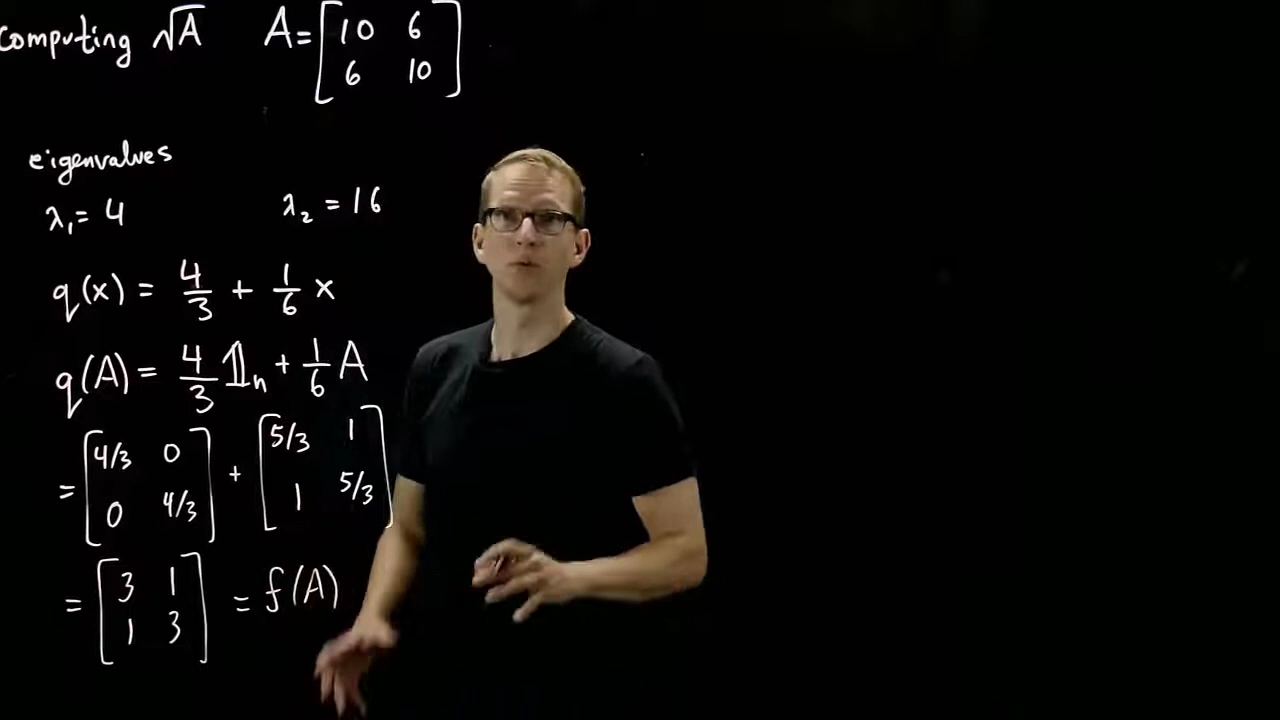 Computing √A A = [10 6; 6 10]
eigenvalues
λ₁ = 4 λ₂ = 16
q(x) = 4/3 + 1/6 x
q(A) = 4/3 𝟙ₙ + 1/6 A
= [4/3 0; 0 4/3] + [5/3 1; 1 5/3]
= [3 1; 1 3] = f(A)